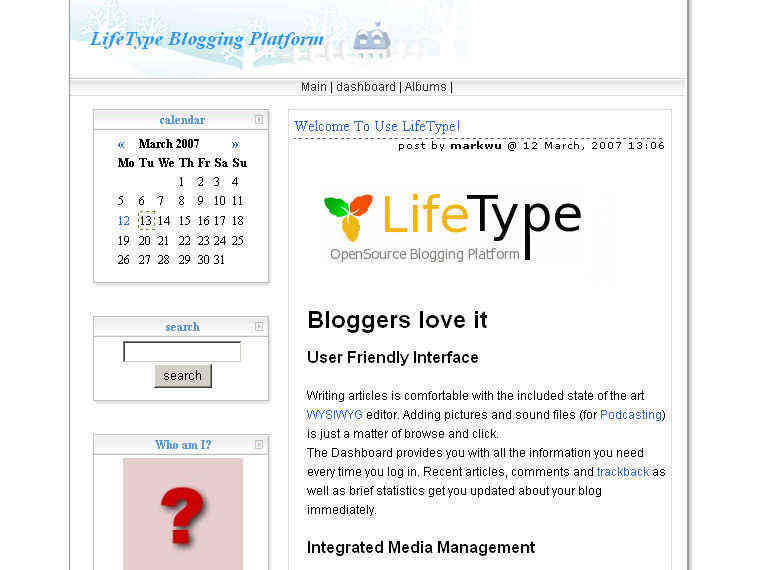 LifeType Blogging Platform
Main | dashboard | Albums |
calendar
« March 2007 »
Mo Tu We Th Fr Sa Su
1 2 3 4
5 6 7 8 9 10 11
12 13 14 15 16 17 18
19 20 21 22 23 24 25
26 27 28 29 30 31
search
search
Who am I?
?
Welcome To Use LifeType!
post by markwu @ 12 March, 2007 13:06
LifeType
OpenSource Blogging Platform
Bloggers love it
User Friendly Interface
Writing articles is comfortable with the included state of the art
WYSIWYG editor. Adding pictures and sound files (for Podcasting)
is just a matter of browse and click.
The Dashboard provides you with all the information you need
every time you log in. Recent articles, comments and trackback as
well as brief statistics get you updated about your blog
immediately.
Integrated Media Management